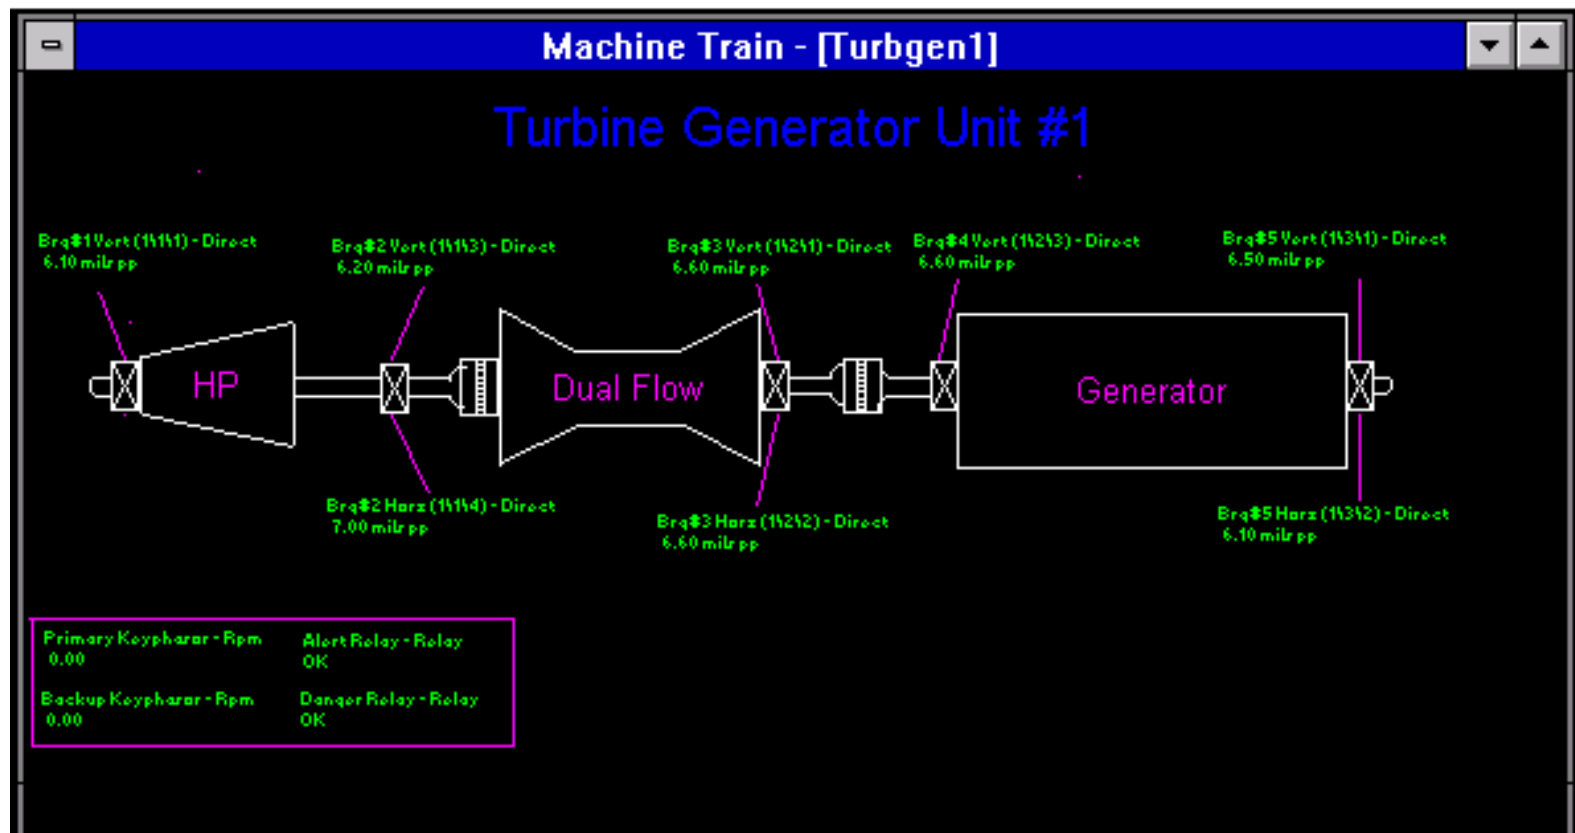 Machine Train - [Turbgen1]
Turbine Generator Unit #1
Brg#1 Vert (1\1\1) - Direct
6.10 mils pp
Brg#2 Vert (1\1\3) - Direct
6.20 mils pp
Brg#3 Vert (1\2\1) - Direct
6.60 mils pp
Brg#4 Vert (1\2\3) - Direct
6.60 mils pp
Brg#5 Vert (1\3\1) - Direct
6.50 mils pp
HP
Dual Flow
Generator
Brg#2 Horz (1\1\4) - Direct
7.00 mils pp
Brg#3 Horz (1\2\2) - Direct
6.60 mils pp
Brg#5 Horz (1\3\2) - Direct
6.10 mils pp
Primary Keyphasor - Rpm
0.00
Alert Relay - Relay
OK
Backup Keyphasor - Rpm
0.00
Danger Relay - Relay
OK